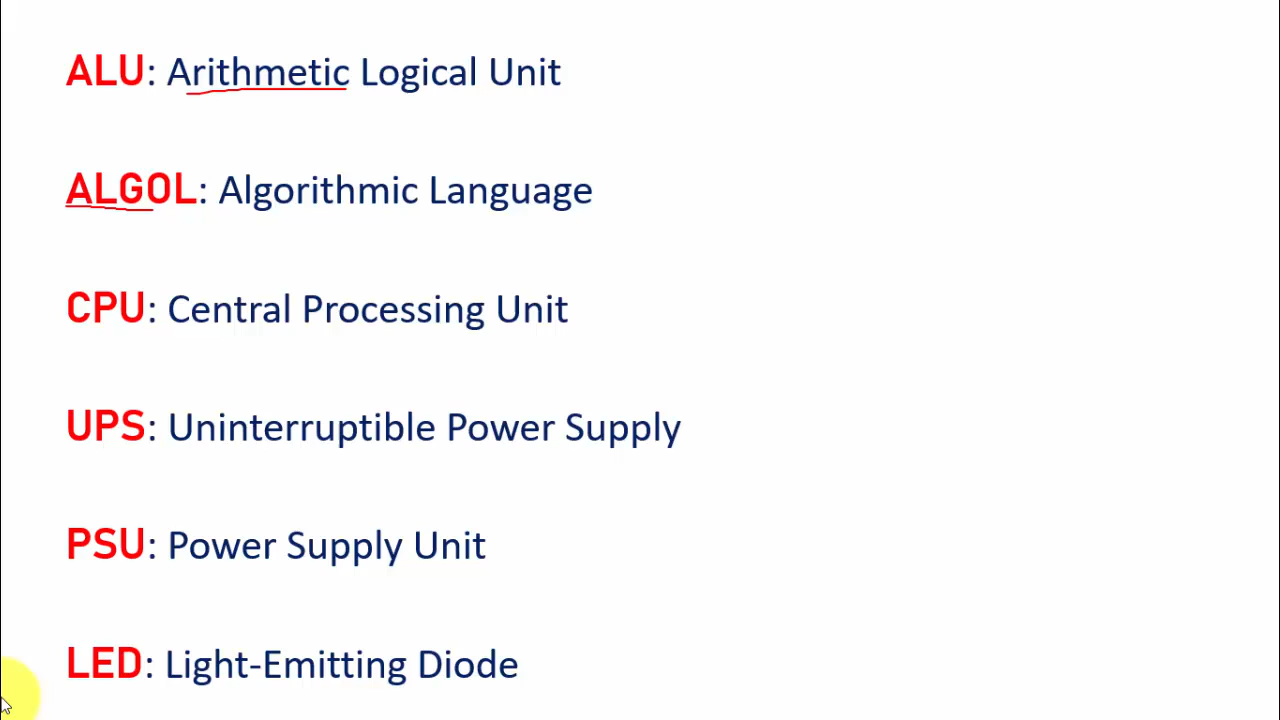 ALU: Arithmetic Logical Unit
ALGOL: Algorithmic Language
CPU: Central Processing Unit
UPS: Uninterruptible Power Supply
PSU: Power Supply Unit
LED: Light-Emitting Diode